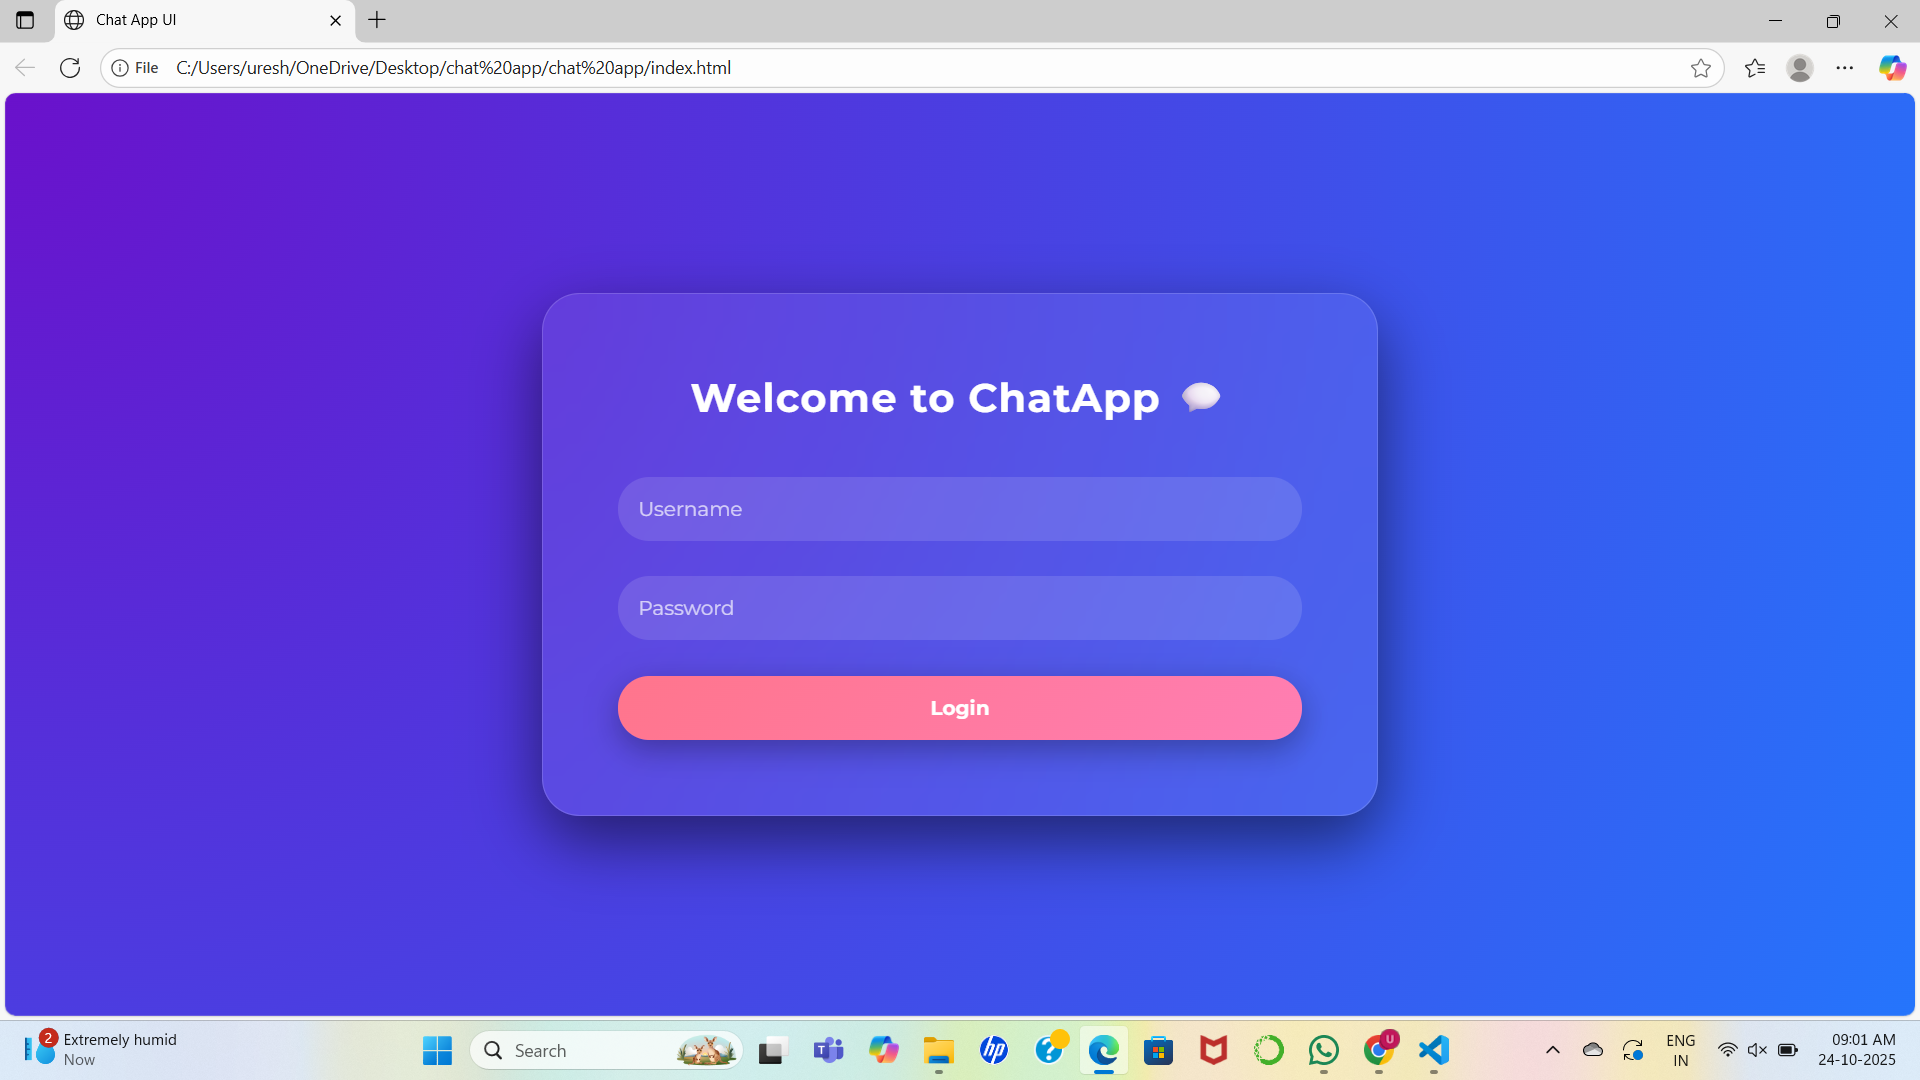 Chat App UI
File C:/Users/uresh/OneDrive/Desktop/chat%20app/chat%20app/index.html
Welcome to ChatApp
Username
Password
Login
2
Extremely humid
Now
Search
T
hp
?
U
ENG
IN
09:01 AM
24-10-2025